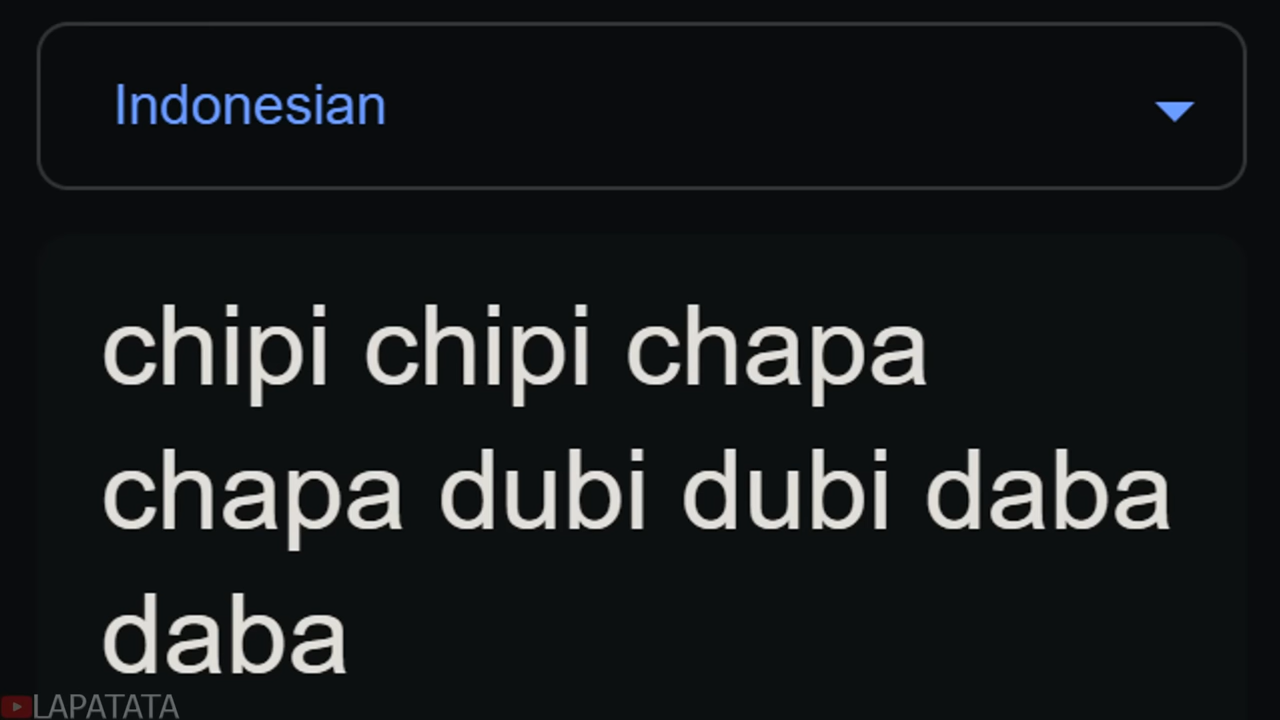 Indonesian
chipi chipi chapa
chapa dubi dubi daba
daba
LAPATATA